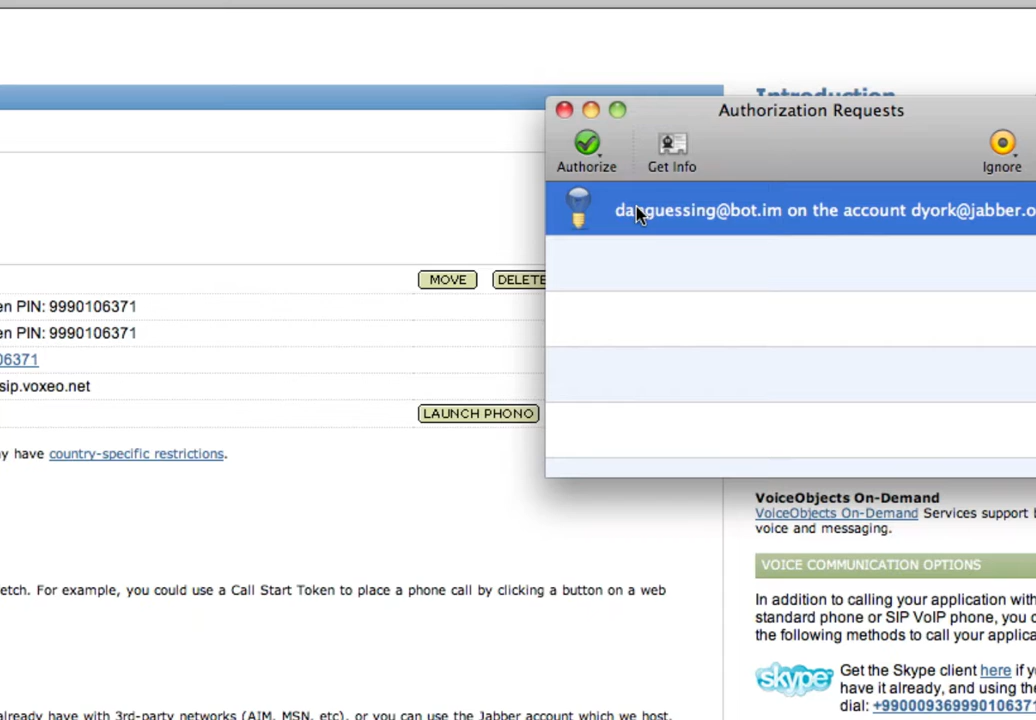 Introduction
Authorization Requests
Authorize
Get Info
Ignore
guessing@bot.im on the account dyork@jabber.o
MOVE
DELETE
en PIN: 9990106371
en PIN: 9990106371
06371
sip.voxeo.net
LAUNCH PHONO
y have country-specific restrictions.
VoiceObjects On-Demand
VoiceObjects On-Demand Services support
voice and messaging.
VOICE COMMUNICATION OPTIONS
etch. For example, you could use a Call Start Token to place a phone call by clicking a button on a web
In addition to calling your application with
standard phone or SIP VoIP phone, you
the following methods to call your applica
skype
Get the Skype client here if yo
have it already, and using the
dial: +99000936999010637
already have with 3rd-party networks (AIM, MSN, etc), or you can use the Jabber account which we host.